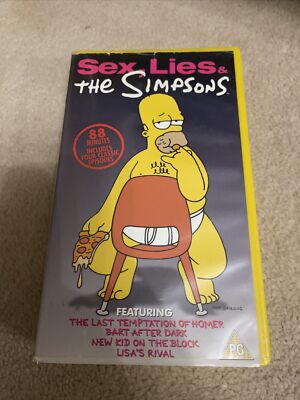 Sex, Lies &
THE SIMPSONS
88
MINUTES
INCLUDES
FOUR CLASSIC
EPISODES
FEATURING
THE LAST TEMPTATION OF HOMER
BART AFTER DARK
NEW KID ON THE BLOCK
LISA'S RIVAL
PG